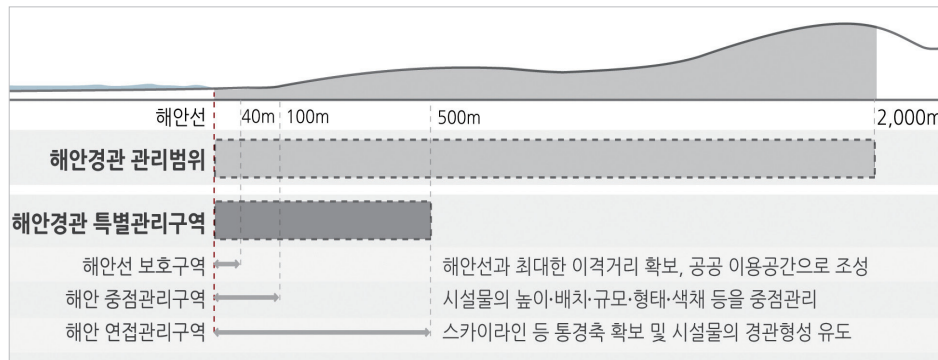 해안선 40m 100m 500m 2,000m
해안경관 관리범위
해안경관 특별관리구역
해안선 보호구역 해안선과 최대한 이격거리 확보, 공공 이용공간으로 조성
해안 중점관리구역 시설물의 높이·배치·규모·형태·색채 등을 중점관리
해안 연접관리구역 스카이라인 등 통경축 확보 및 시설물의 경관형성 유도